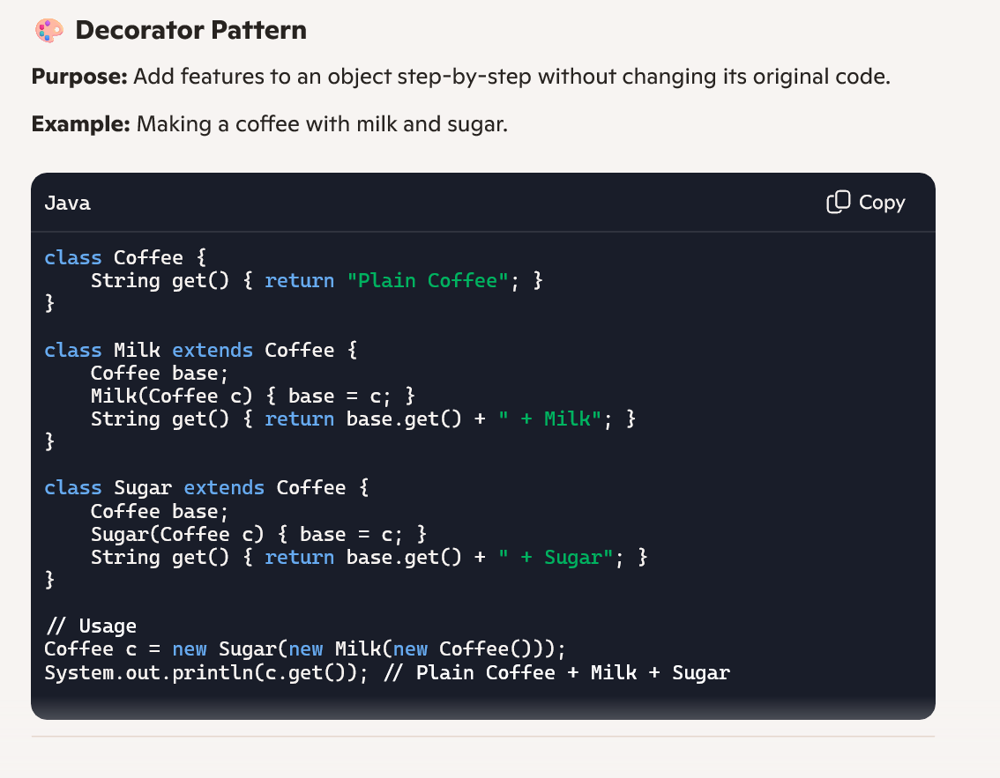 🎨 Decorator Pattern
Purpose: Add features to an object step-by-step without changing its original code.
Example: Making a coffee with milk and sugar.
Java
Copy
class Coffee {
    String get() { return "Plain Coffee"; }
}
class Milk extends Coffee {
    Coffee base;
    Milk(Coffee c) { base = c; }
    String get() { return base.get() + " + Milk"; }
}
class Sugar extends Coffee {
    Coffee base;
    Sugar(Coffee c) { base = c; }
    String get() { return base.get() + " + Sugar"; }
}
// Usage
Coffee c = new Sugar(new Milk(new Coffee()));
System.out.println(c.get()); // Plain Coffee + Milk + Sugar